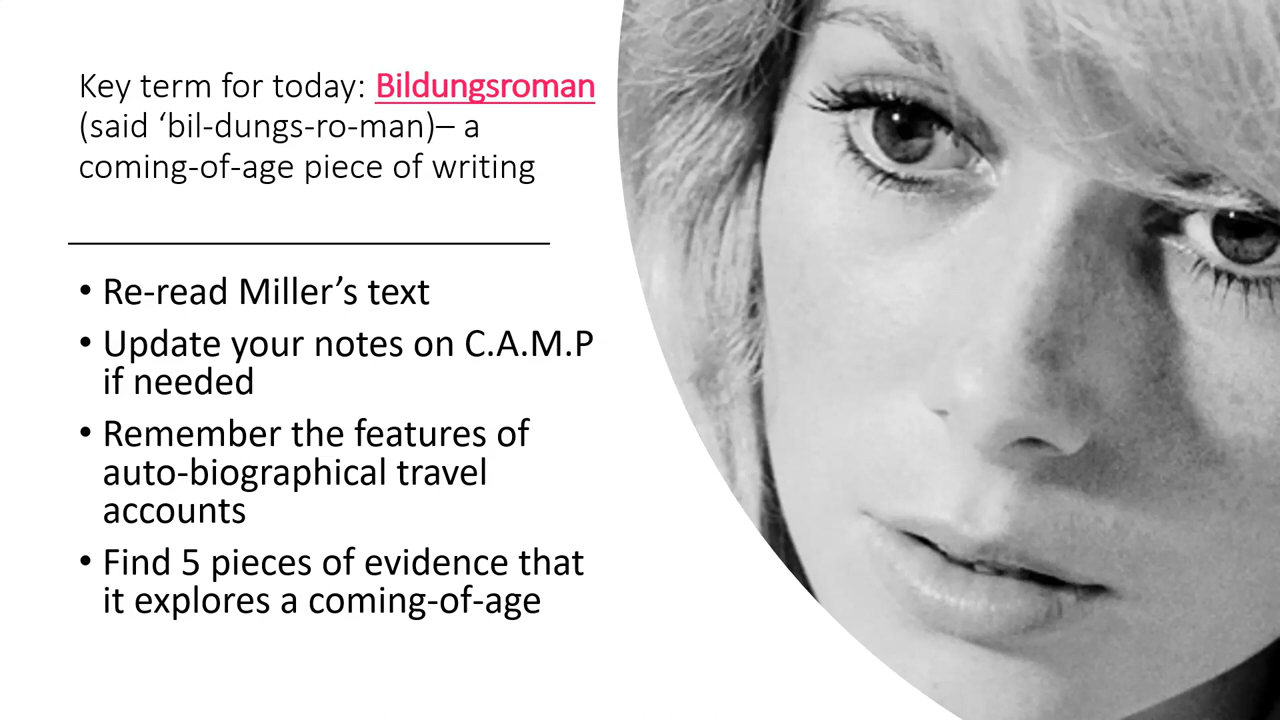 Key term for today: Bildungsroman
(said ‘bil-dungs-ro-man)– a
coming-of-age piece of writing
• Re-read Miller’s text
• Update your notes on C.A.M.P
if needed
• Remember the features of
auto-biographical travel
accounts
• Find 5 pieces of evidence that
it explores a coming-of-age